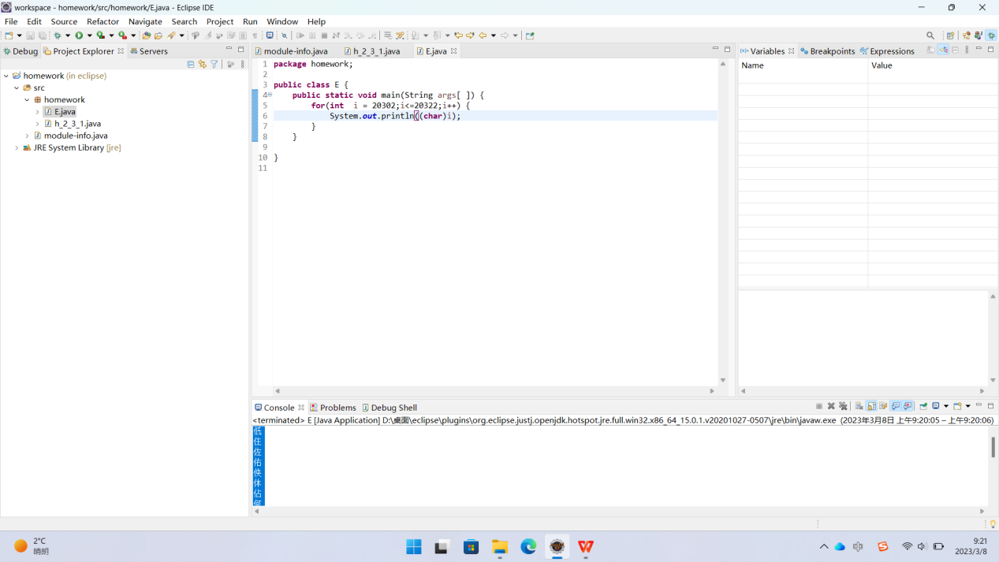 workspace - homework/src/homework/E.java - Eclipse IDE
File Edit Source Refactor Navigate Search Project Run Window Help
Debug Project Explorer Servers
homework (in eclipse)
src
homework
E.java
h_2_3_1.java
module-info.java
JRE System Library [jre]
module-info.java h_2_3_1.java E.java
1 package homework;
2
3 public class E {
4 public static void main(String args[ ]) {
5 for(int i = 20302;i<=20322;i++) {
6 System.out.println((char)i);
7 }
8 }
9
10 }
11
Variables Breakpoints Expressions
Name Value
Console Problems Debug Shell
<terminated> E [Java Application] D:\桌面\eclipse\plugins\org.eclipse.justj.openjdk.hotspot.jre.full.win32.x86_64_15.0.1.v20201027-0507\jre\bin\javaw.exe (2023年3月8日 上午9:20:05 – 上午9:20:06)
低
住
佐
佑
佒
体
佔
何
2°C
晴朗
中
9:21
2023/3/8